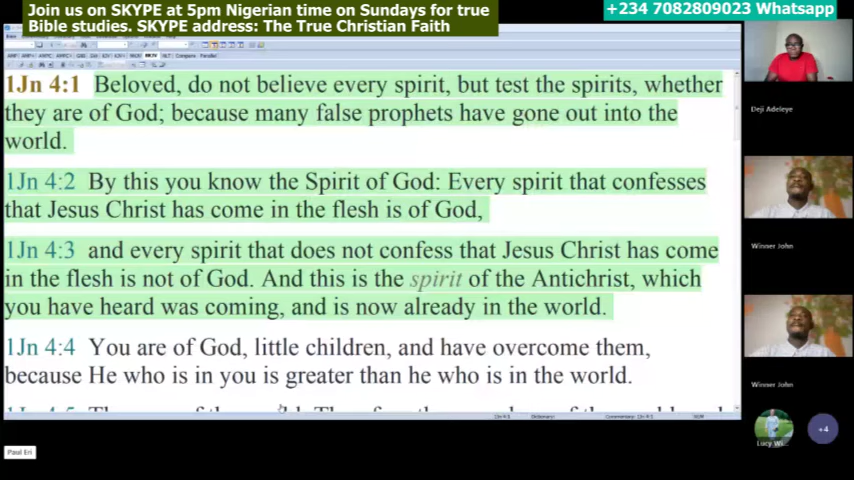 Join us on SKYPE at 5pm Nigerian time on Sundays for true
Bible studies. SKYPE address: The True Christian Faith
+234 7082809023 Whatsapp
1Jn 4:1 Beloved, do not believe every spirit, but test the spirits, whether
they are of God; because many false prophets have gone out into the
world.
1Jn 4:2 By this you know the Spirit of God: Every spirit that confesses
that Jesus Christ has come in the flesh is of God,
1Jn 4:3 and every spirit that does not confess that Jesus Christ has come
in the flesh is not of God. And this is the spirit of the Antichrist, which
you have heard was coming, and is now already in the world.
1Jn 4:4 You are of God, little children, and have overcome them,
because He who is in you is greater than he who is in the world.
Deji Adeleye
Winner John
Winner John
+4
Paul Eri